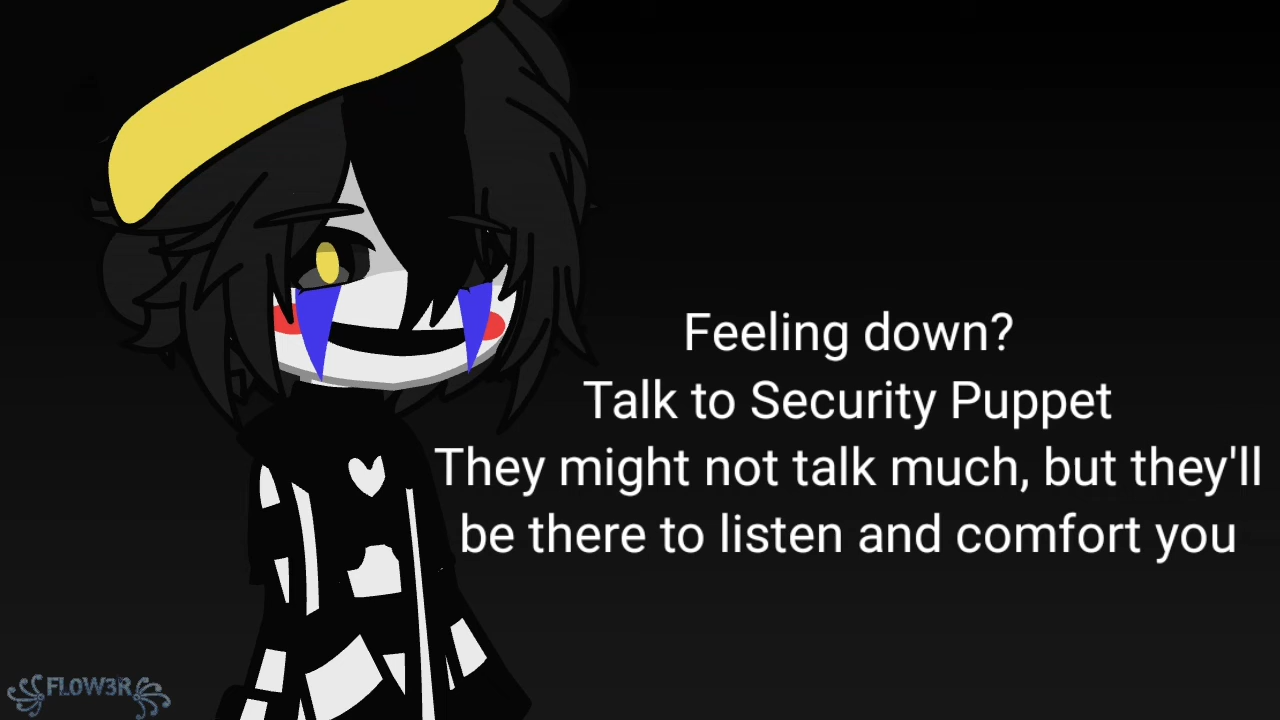 Feeling down?
Talk to Security Puppet
They might not talk much, but they'll
be there to listen and comfort you
FLOW3R